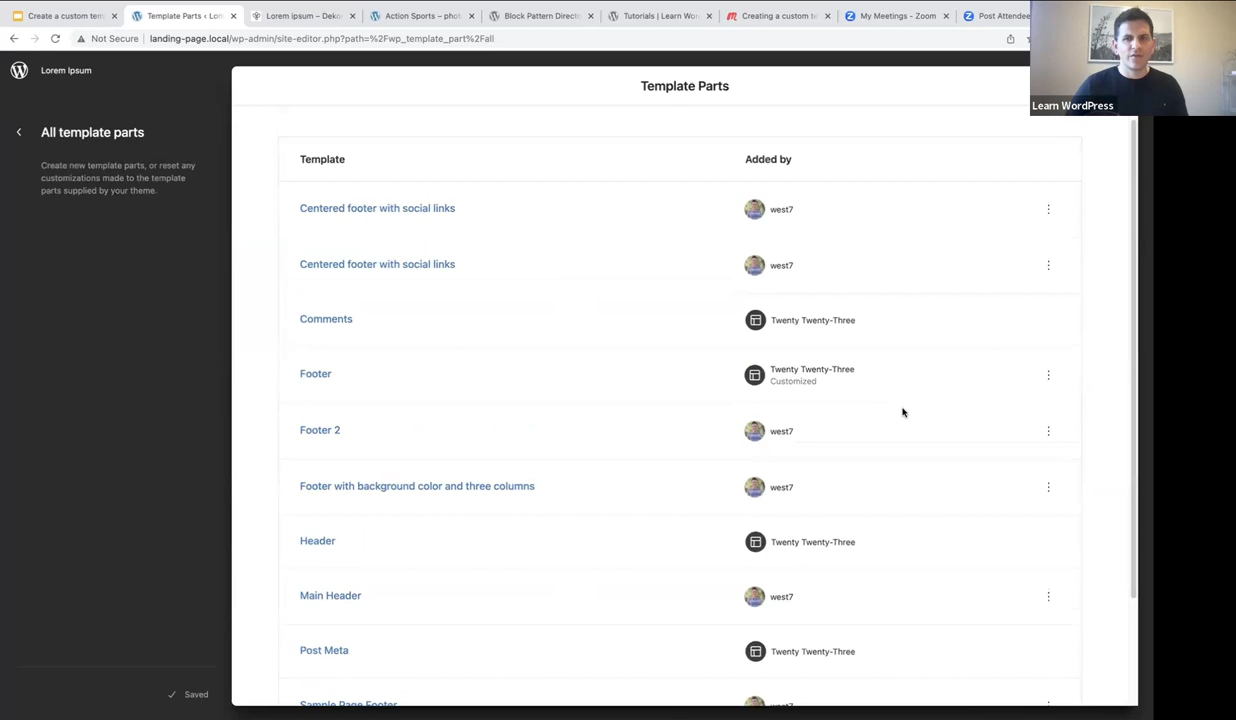 Create a custom tem
Template Parts ‹ Lor
Lorem ipsum – Deko
Action Sports – phot
Block Pattern Direct
Tutorials | Learn Wor
Creating a custom te
My Meetings - Zoom
Post Attendee
Not Secure
landing-page.local/wp-admin/site-editor.php?path=%2Fwp_template_part%2Fall
Lorem ipsum
Template Parts
Learn WordPress
All template parts
Create new template parts, or reset any
customizations made to the template
parts supplied by your theme.
Template
Added by
Centered footer with social links
west7
Centered footer with social links
west7
Comments
Twenty Twenty-Three
Footer
Twenty Twenty-Three
Customized
Footer 2
west7
Footer with background color and three columns
west7
Header
Twenty Twenty-Three
Main Header
west7
Post Meta
Twenty Twenty-Three
Sample Page Footer
west7
Saved